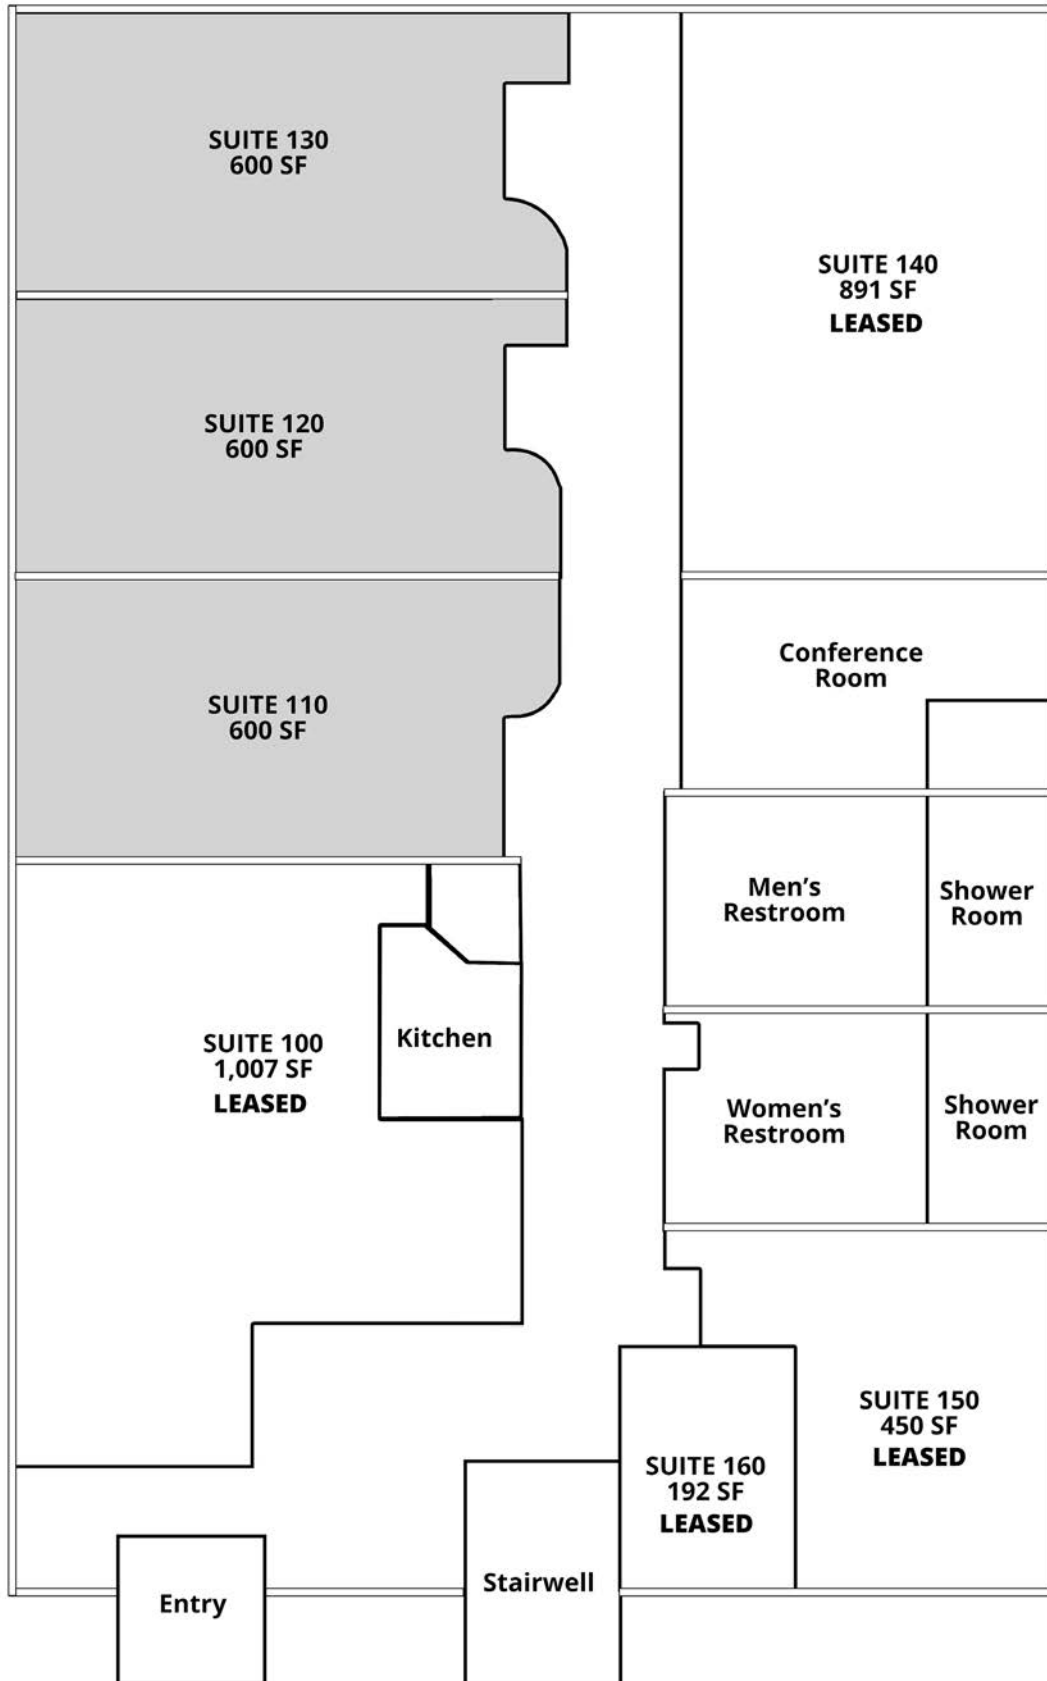 SUITE 130
600 SF
SUITE 140
891 SF
LEASED
SUITE 120
600 SF
Conference
Room
SUITE 110
600 SF
Men’s
Restroom
Shower
Room
SUITE 100
1,007 SF
LEASED
Kitchen
Women’s
Restroom
Shower
Room
SUITE 150
450 SF
LEASED
SUITE 160
192 SF
LEASED
Stairwell
Entry